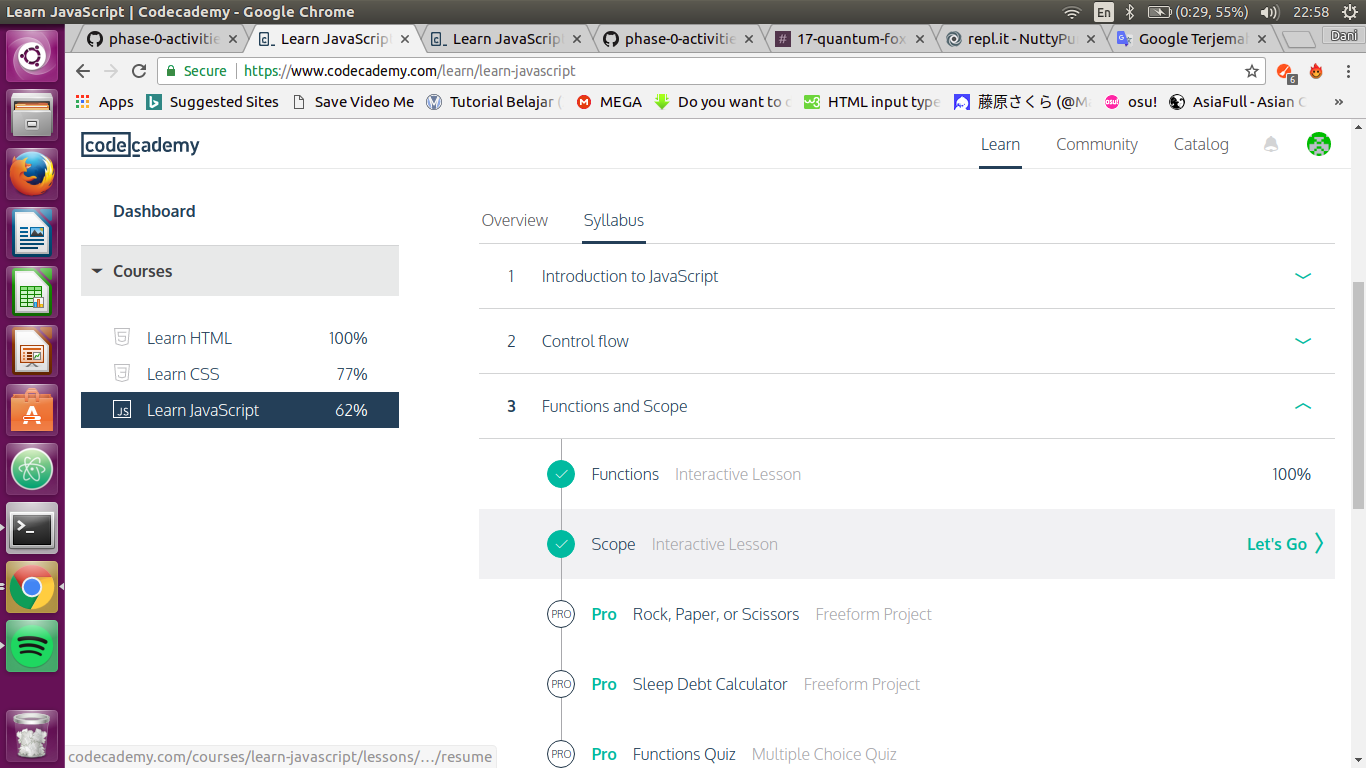 Learn JavaScript | Codecademy - Google Chrome
En
(0:29, 55%)
22:58
phase-0-activitie
Learn JavaScript
Learn JavaScript
phase-0-activitie
17-quantum-fox
repl.it - NuttyPu
Google Terjemal
Dani
Secure
https://www.codecademy.com/learn/learn-javascript
6
Apps
Suggested Sites
Save Video Me
Tutorial Belajar (
MEGA
Do you want to d
HTML input type
藤原さくら (@Ma
osu!
AsiaFull - Asian C
»
codecademy
Learn
Community
Catalog
Dashboard
Overview
Syllabus
Courses
1 Introduction to JavaScript
Learn HTML 100%
2 Control flow
Learn CSS 77%
JS Learn JavaScript 62%
3 Functions and Scope
Functions Interactive Lesson 100%
Scope Interactive Lesson Let's Go
PRO Pro Rock, Paper, or Scissors Freeform Project
PRO Pro Sleep Debt Calculator Freeform Project
PRO Pro Functions Quiz Multiple Choice Quiz
codecademy.com/courses/learn-javascript/lessons/…/resume